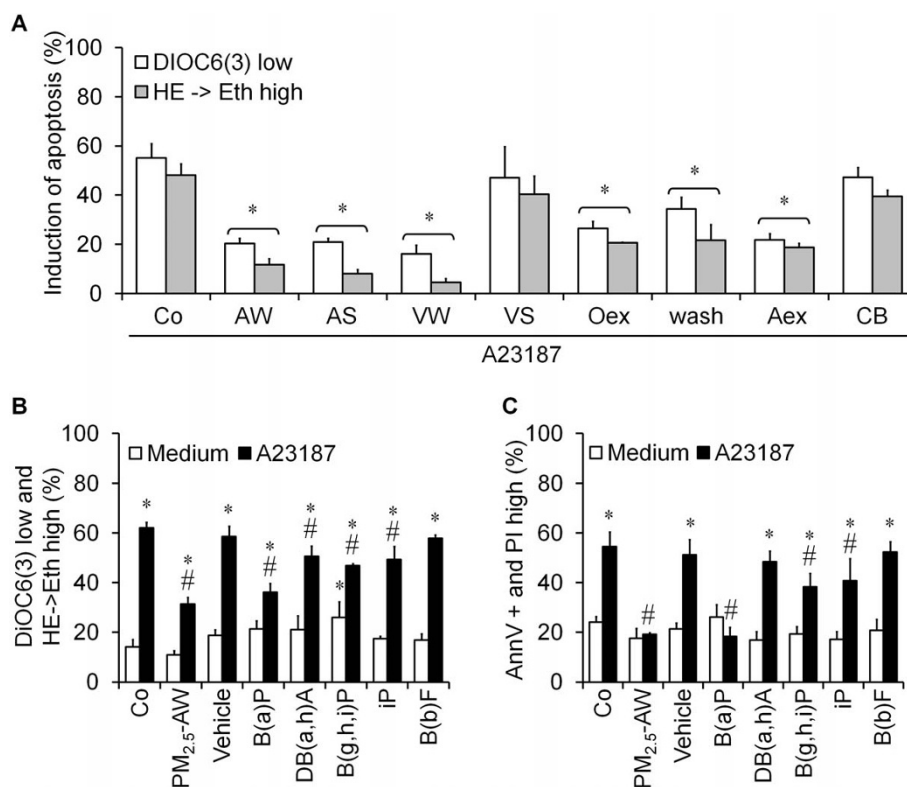 A
DIOC6(3) low
HE -> Eth high
Induction of apoptosis (%)
100
80
60
40
20
0
* * * * * *
Co AW AS VW VS Oex wash Aex CB
A23187
B
Medium A23187
DiOC6(3) low and
HE->Eth high (%)
100
80
60
40
20
0
* *# * *# *# * *# *# *
Co PM2.5-AW Vehicle B(a)P DB(a,h)A B(g,h,i)P iP B(b)F
C
Medium A23187
AnnV + and PI high (%)
100
80
60
40
20
0
* # * # * *# *# *
Co PM2.5-AW Vehicle B(a)P DB(a,h)A B(g,h,i)P iP B(b)F